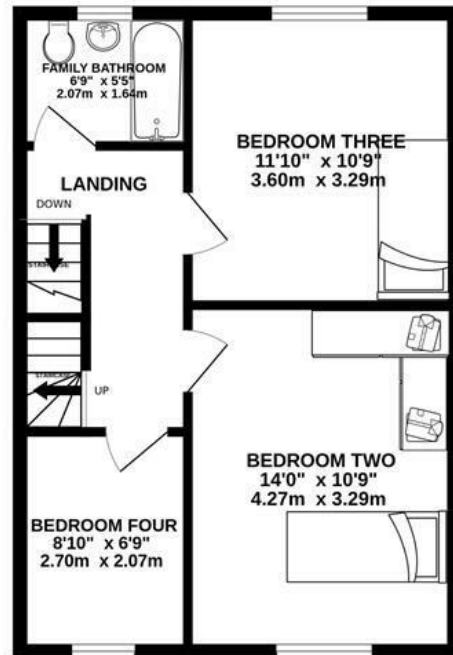 FAMILY BATHROOM
6'9" x 5'5"
2.07m x 1.64m
BEDROOM THREE
11'10" x 10'9"
3.60m x 3.29m
LANDING
DOWN
STAIRCASE
STAIRCASE
UP
BEDROOM TWO
14'0" x 10'9"
4.27m x 3.29m
BEDROOM FOUR
8'10" x 6'9"
2.70m x 2.07m